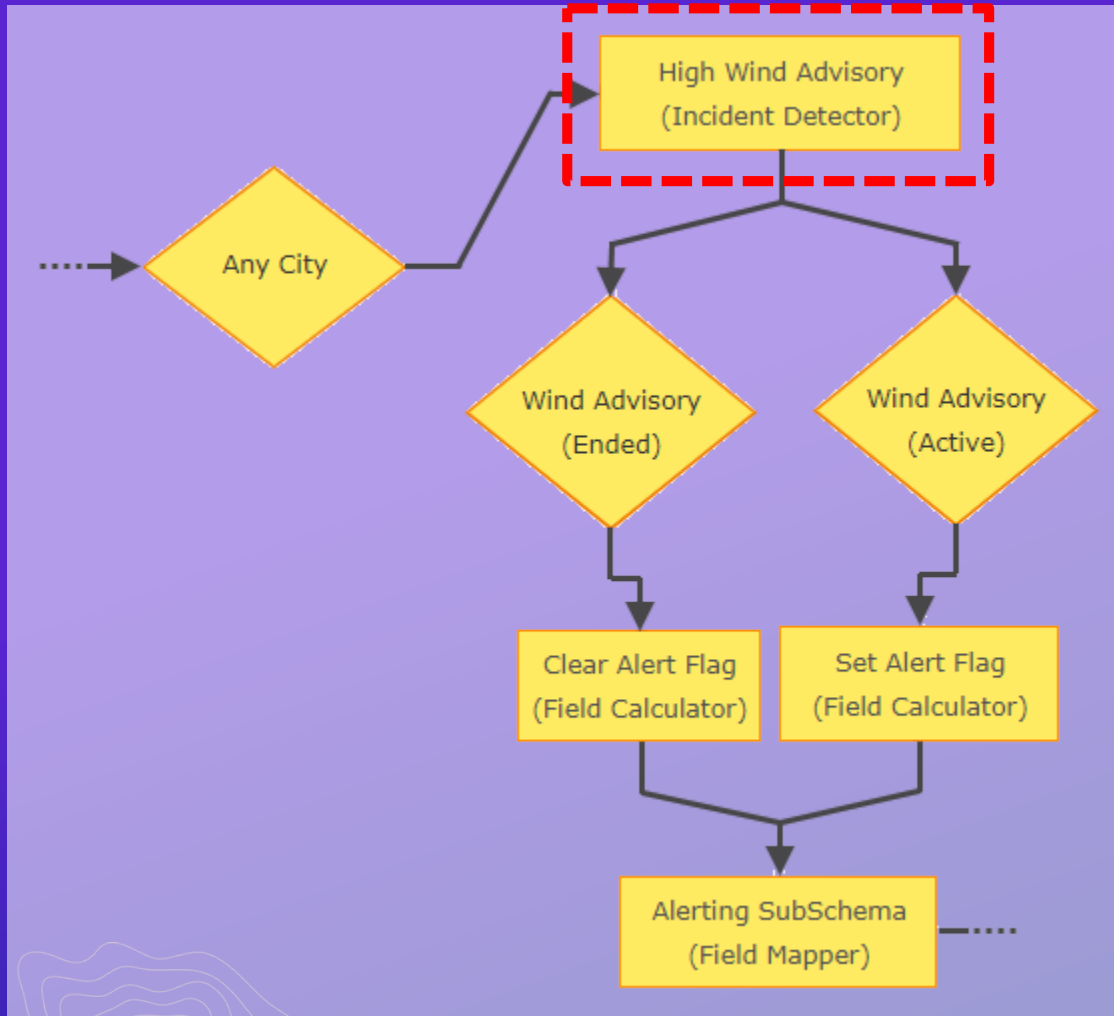 High Wind Advisory
(Incident Detector)
Any City
Wind Advisory
(Ended)
Wind Advisory
(Active)
Clear Alert Flag
(Field Calculator)
Set Alert Flag
(Field Calculator)
Alerting SubSchema
(Field Mapper)